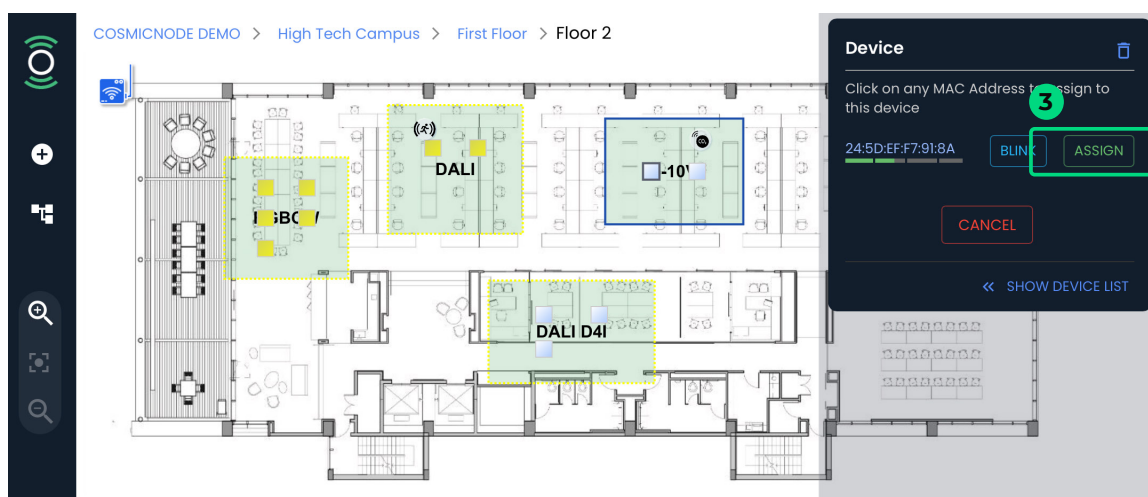 COSMICNODE DEMO > High Tech Campus > First Floor > Floor 2
Device
Click on any MAC Address to assign to
this device
3
24:5D:EF:F7:91:8A
BLINK
ASSIGN
CANCEL
« SHOW DEVICE LIST
DALI
-10V
CO₂
RGBCW
DALI D4I